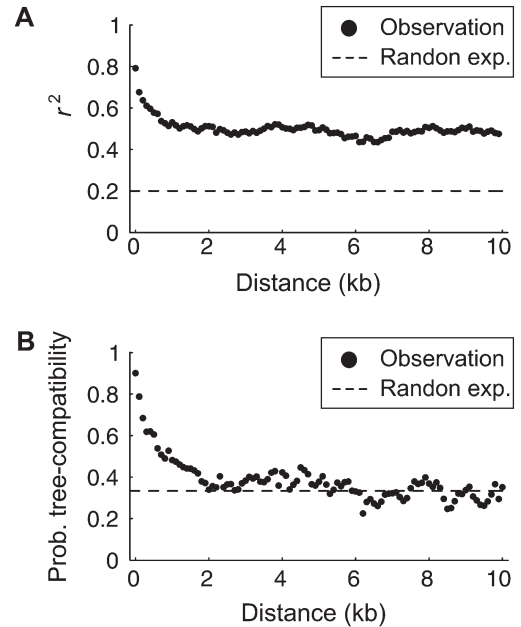 A
Observation
Randon exp.
r²
1
0.8
0.6
0.4
0.2
0
0 2 4 6 8 10
Distance (kb)
B
Observation
Randon exp.
Prob. tree-compatibility
1
0.8
0.6
0.4
0.2
0
0 2 4 6 8 10
Distance (kb)